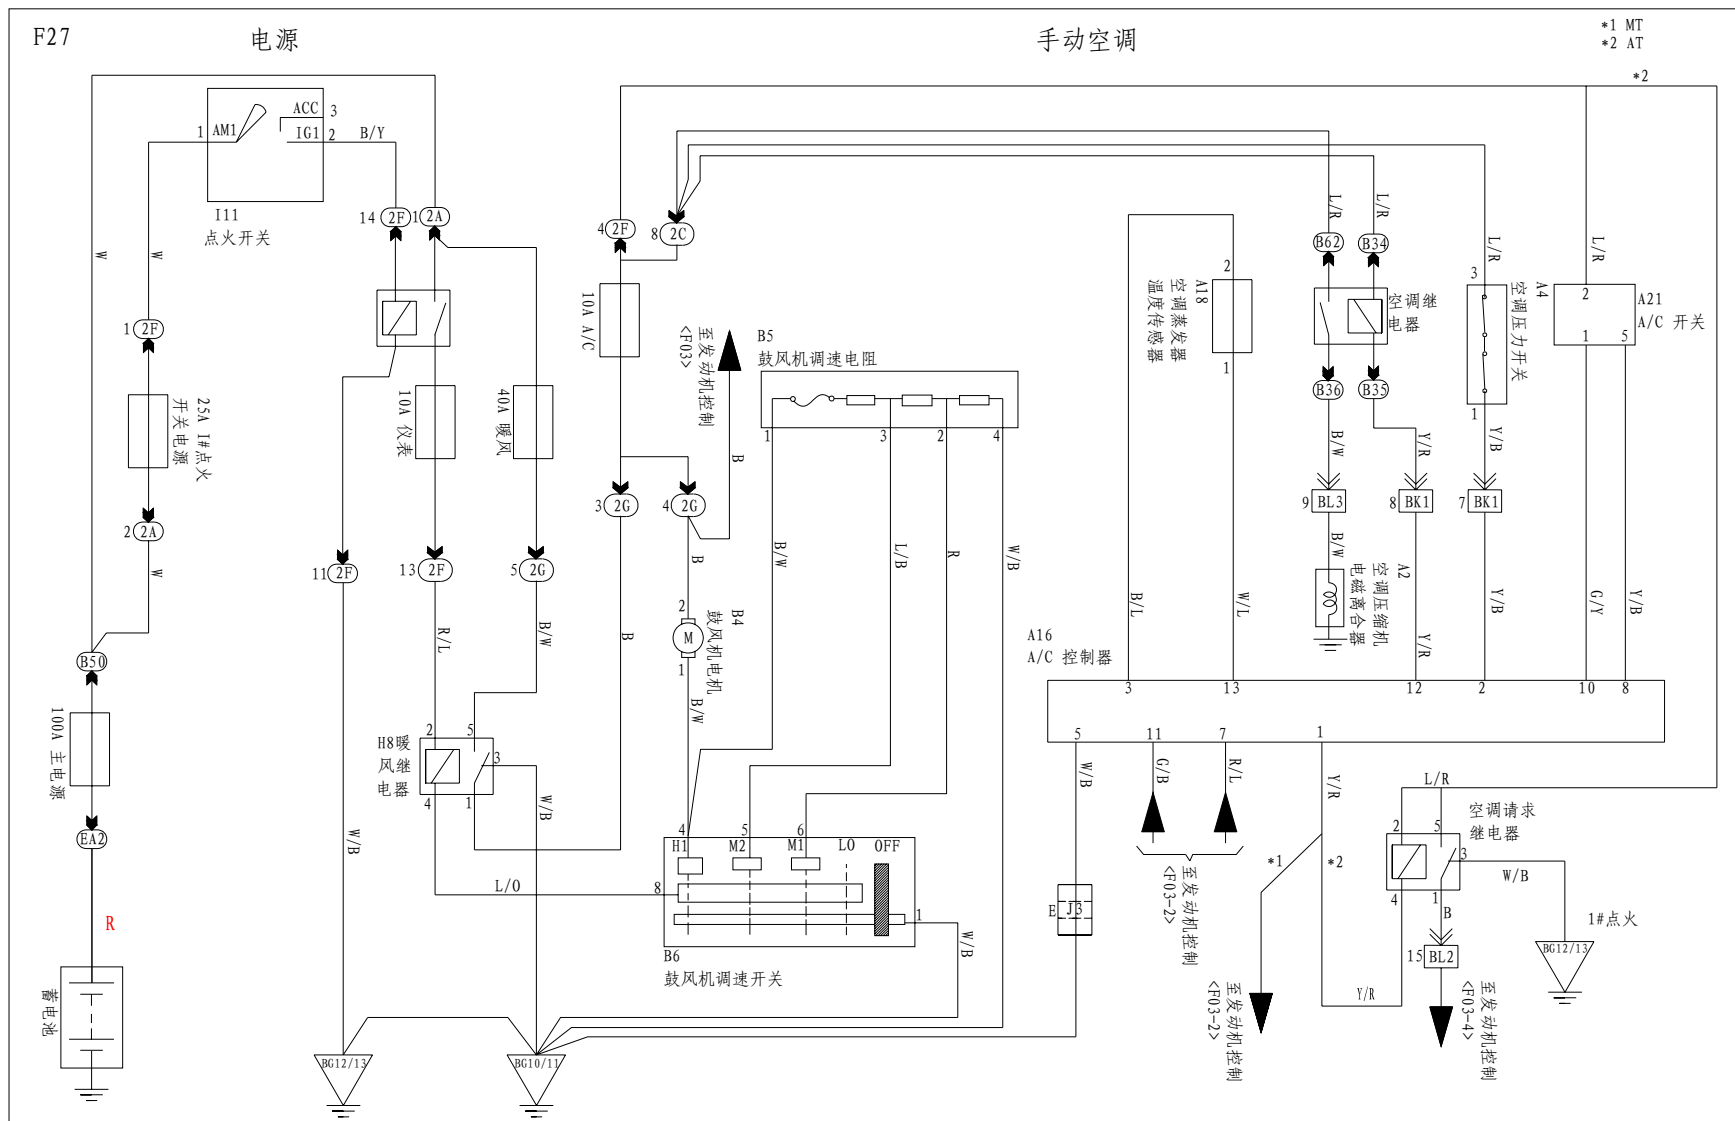 F27
电源
手动空调
*1 MT
*2 AT
*2
ACC
3
1
AM1
IG1
2
B/Y
I11
点火开关
14
2F
1
2A
W
W
4
2F
8
2C
L/R
L/R
B62
B34
L/R
L/R
1
2F
10A A/C
至发动机控制
<F03>
B5
鼓风机调速电阻
2
A18
空调蒸发器
温度传感器
1
空调继
电器
3
A4
空调压力开关
1
2
A21
A/C 开关
1
5
25A I#点火
开关电源
10A 仪表
40A 暖风
B
1
3
2
4
B36
B35
B/W
Y/R
Y/B
2
2A
3
2G
4
2G
9
BL3
8
BK1
7
BK1
W
11
2F
13
2F
5
2G
B
B/W
L/B
R
W/B
B/W
A2
空调压缩机
电磁离合器
B/L
W/L
Y/B
G/Y
Y/B
R/L
B/W
B
2
M
1
B4
鼓风机电机
B/W
Y/R
A16
A/C 控制器
B50
3
13
12
2
10
8
100A 主电源
H8暖
风继
电器
2
5
3
4
1
5
11
7
1
W/B
G/B
R/L
Y/R
L/R
空调请求
继电器
EA2
W/B
W/B
4
5
6
H1
M2
M1
LO
OFF
2
5
3
4
1
*1
*2
W/B
L/O
8
1
E
J3
至发动机控制
<F03-2>
B
1#点火
R
B6
鼓风机调速开关
W/B
15
BL2
BG12/13
蓄电池
至发动机控制
<F03-2>
Y/R
至发动机控制
<F03-4>
BG12/13
BG10/11